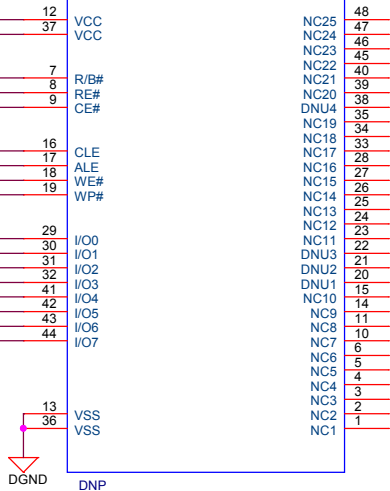 12 VCC
37 VCC
7 R/B#
8 RE#
9 CE#
16 CLE
17 ALE
18 WE#
19 WP#
29 I/O0
30 I/O1
31 I/O2
32 I/O3
41 I/O4
42 I/O5
43 I/O6
44 I/O7
13 VSS
36 VSS
DGND
NC25 48
NC24 47
NC23 46
NC22 45
NC21 40
NC20 39
DNU4 38
NC19 35
NC18 34
NC17 33
NC16 28
NC15 27
NC14 26
NC13 25
NC12 24
NC11 23
DNU3 22
DNU2 21
DNU1 20
NC10 15
NC9 14
NC8 11
NC7 10
NC6 6
NC5 5
NC4 4
NC3 3
NC2 2
NC1 1
DNP